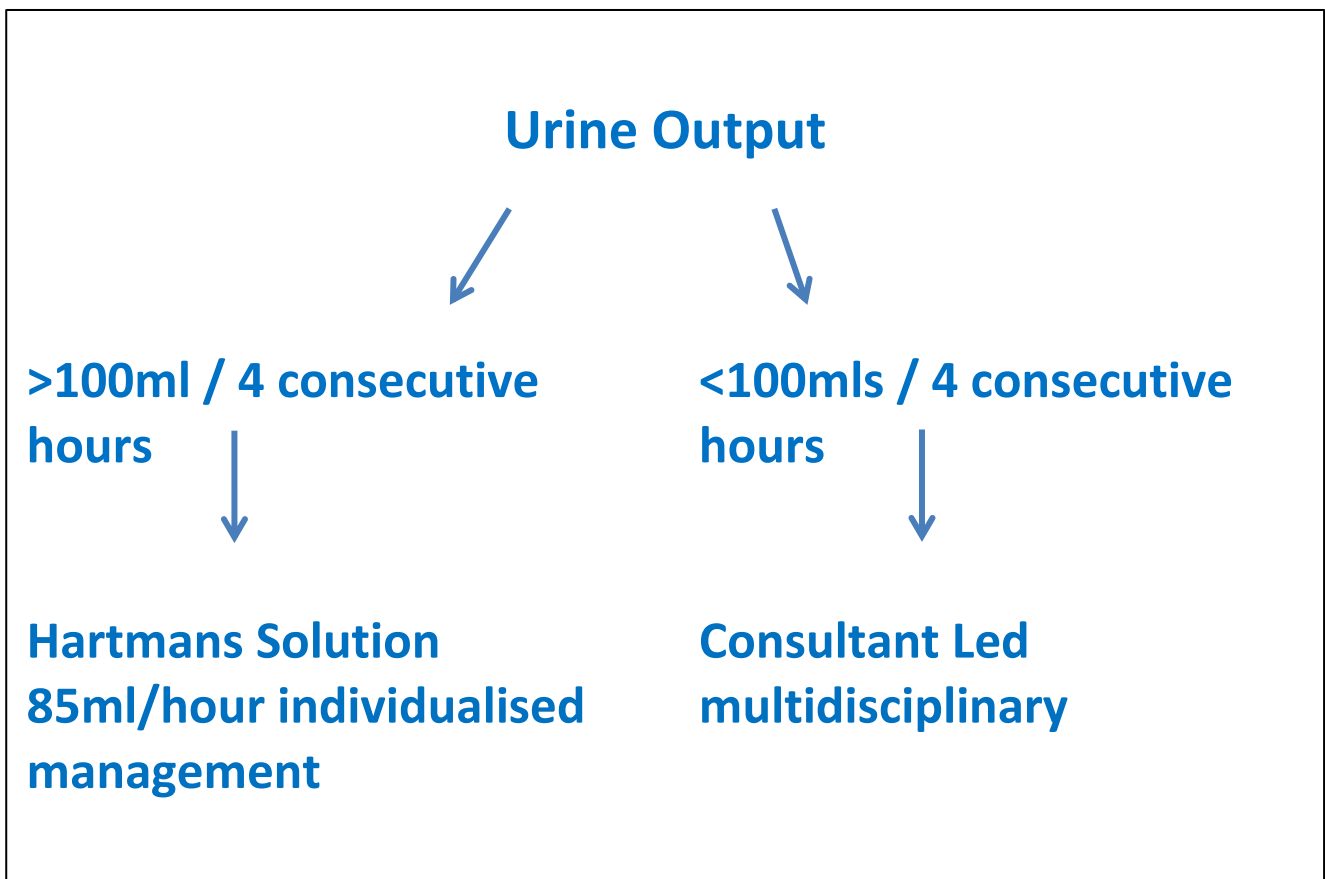 Urine Output
>100ml / 4 consecutive
hours
<100mls / 4 consecutive
hours
Hartmans Solution
85ml/hour individualised
management
Consultant Led
multidisciplinary